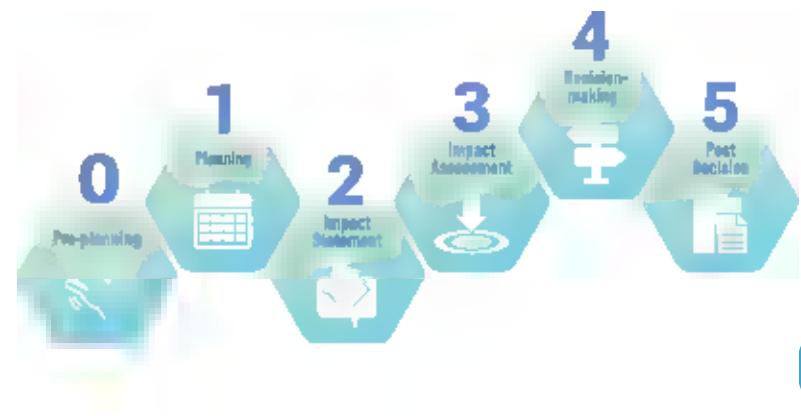 0
Pre-planning
1
Planning
2
Impact
Statement
3
Impact
Assessment
4
Decision-
making
5
Post
Decision